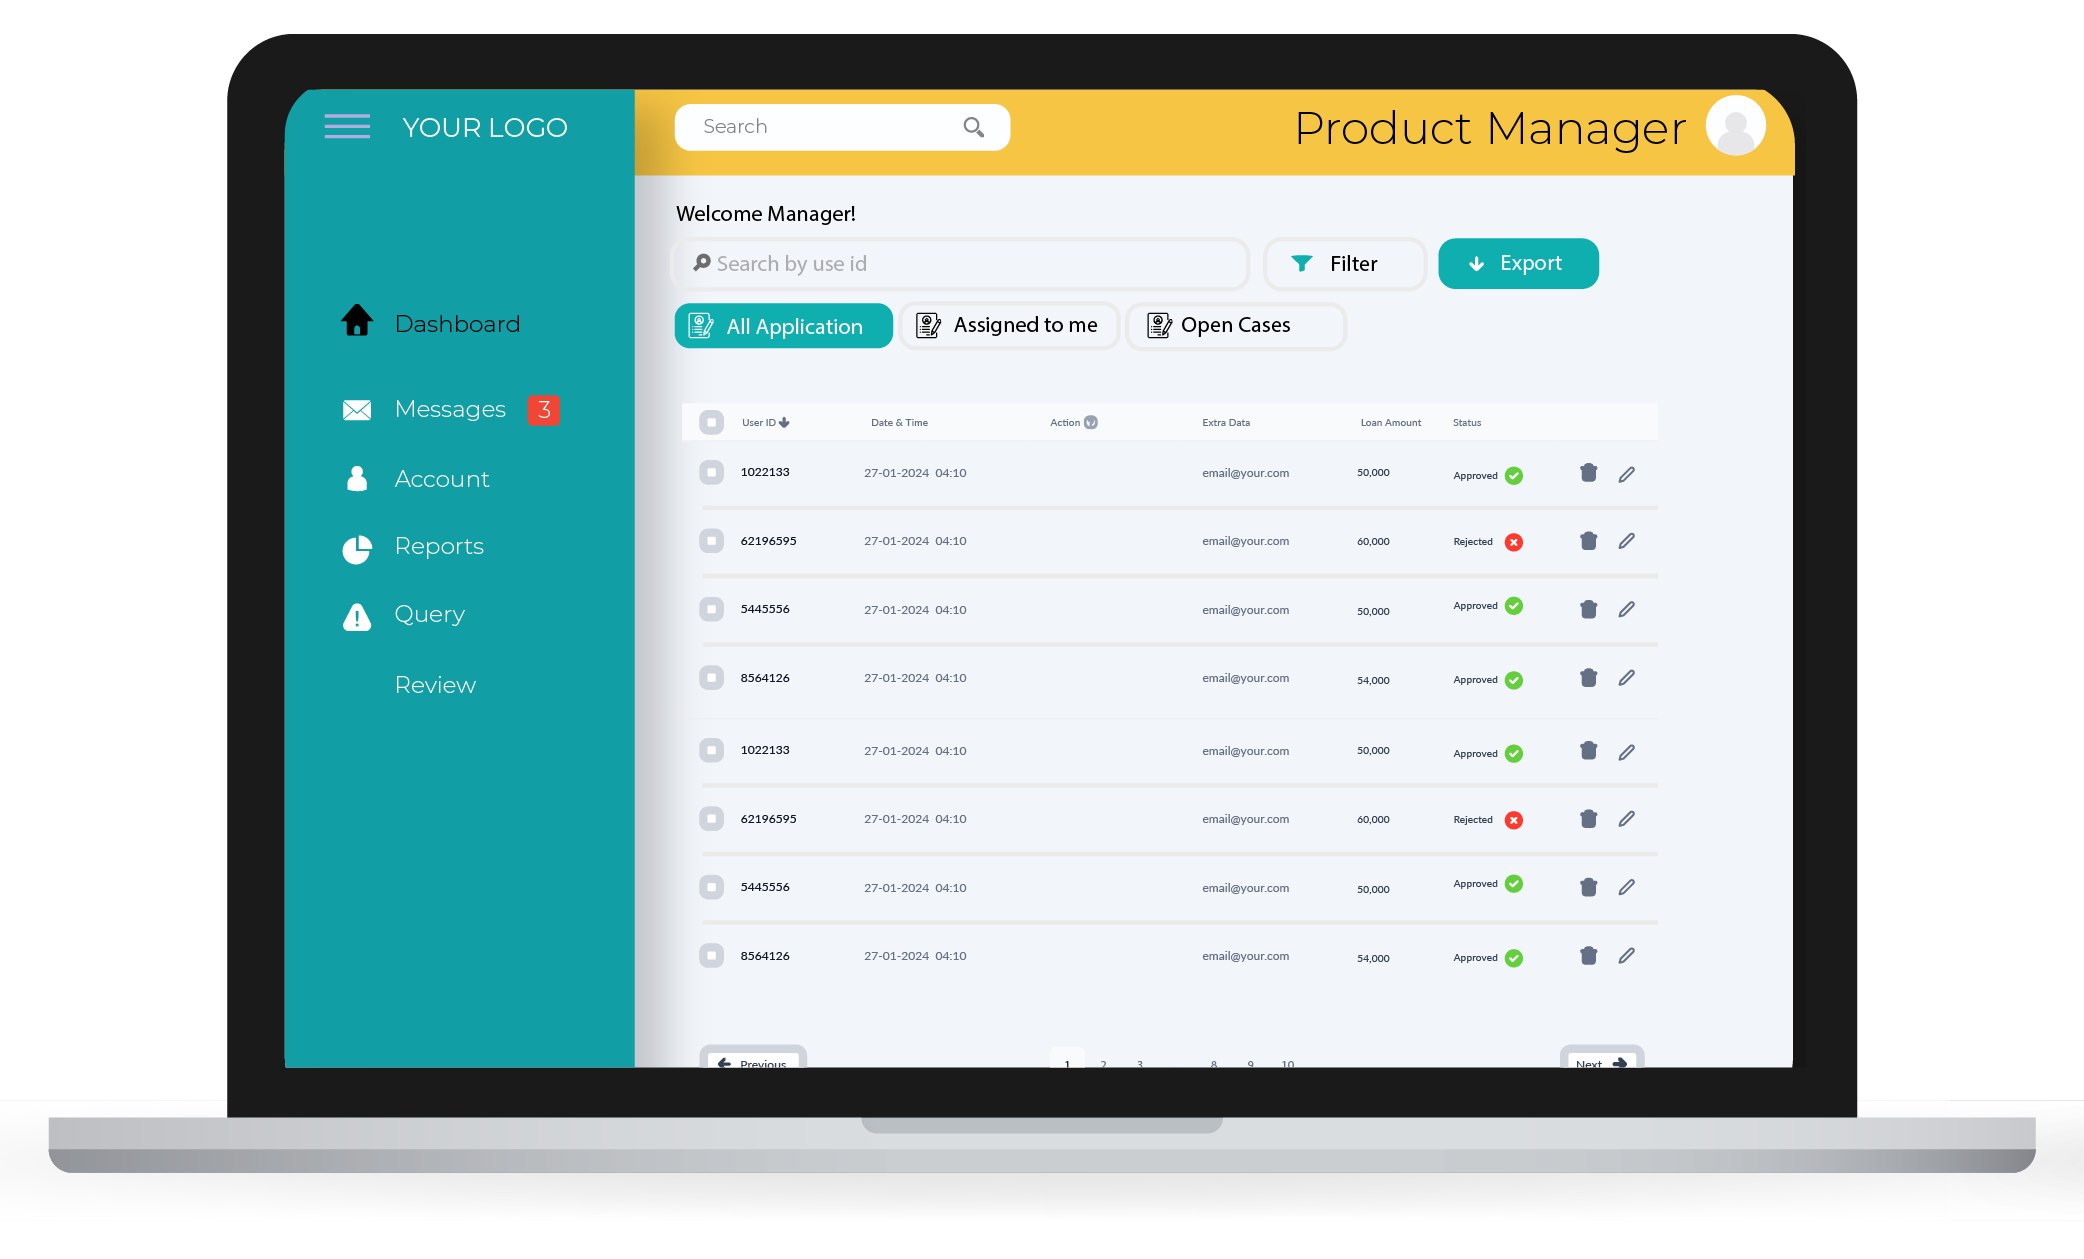 YOUR LOGO
Search
Product Manager
Welcome Manager!
Search by use id
Filter
Export
All Application
Assigned to me
Open Cases
Dashboard
Messages 3
Account
Reports
Query
Review
User ID Date & Time Action Extra Data Loan Amount Status
1022133 27-01-2024 04:10 email@your.com 50,000 Approved
62196595 27-01-2024 04:10 email@your.com 60,000 Rejected
5445556 27-01-2024 04:10 email@your.com 50,000 Approved
8564126 27-01-2024 04:10 email@your.com 54,000 Approved
1022133 27-01-2024 04:10 email@your.com 50,000 Approved
62196595 27-01-2024 04:10 email@your.com 60,000 Rejected
5445556 27-01-2024 04:10 email@your.com 50,000 Approved
8564126 27-01-2024 04:10 email@your.com 54,000 Approved
Previous 1 2 3 8 9 10 Next